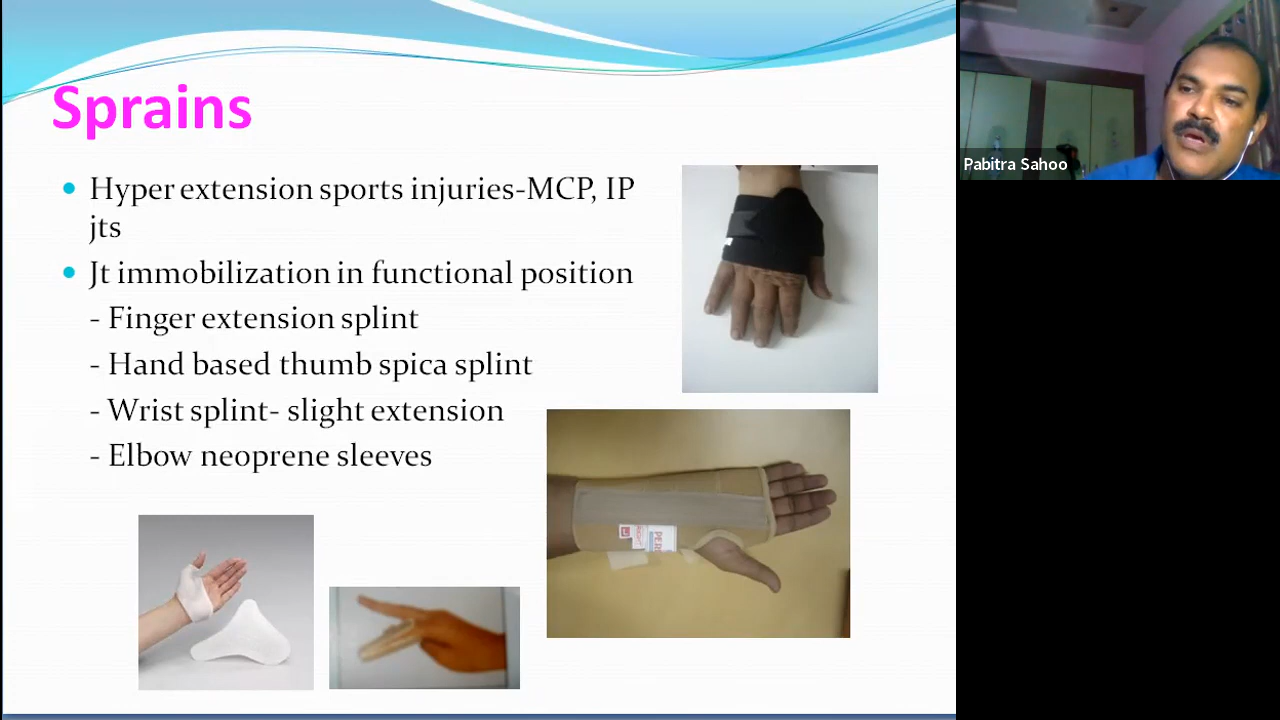 Sprains
Hyper extension sports injuries-MCP, IP
jts
Jt immobilization in functional position
- Finger extension splint
- Hand based thumb spica splint
- Wrist splint- slight extension
- Elbow neoprene sleeves
Pabitra Sahoo